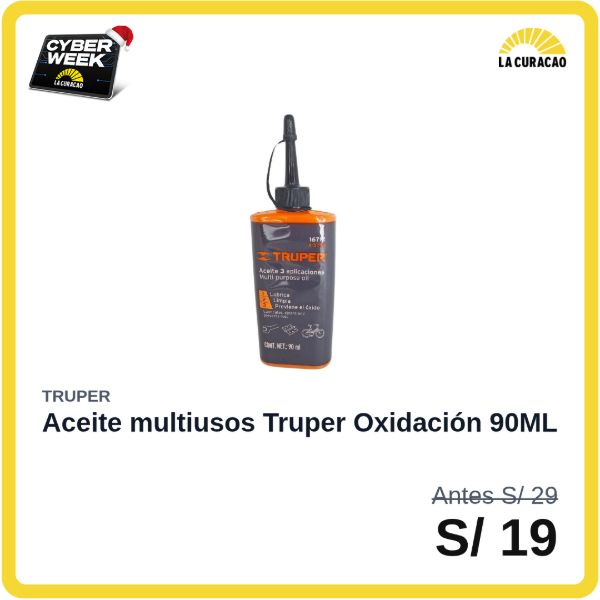 CYBER
WEEK
LA CURACAO
LA CURACAO
TRUPER
Aceite 3 aplicaciones
Multi-purpose oil
Lubrica
Limpia
Previene el Óxido
CONT. NET.: 90 ml
TRUPER
Aceite multiusos Truper Oxidación 90ML
Antes S/ 29
S/ 19